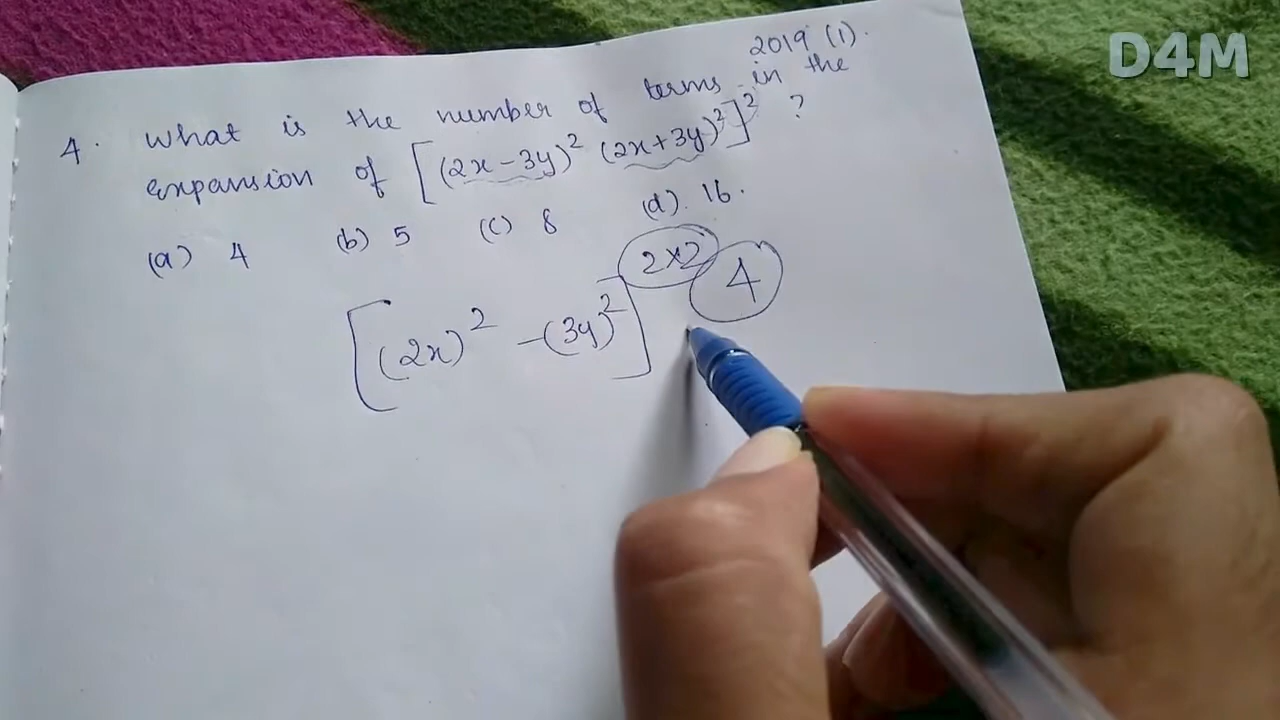 D4M
2019 (1).
4. What is the number of terms in the
expansion of [(2x-3y)² (2x+3y)²]² ?
(a) 4 (b) 5 (c) 8 (d). 16.
[(2x)² -(3y)²]^2×2 4